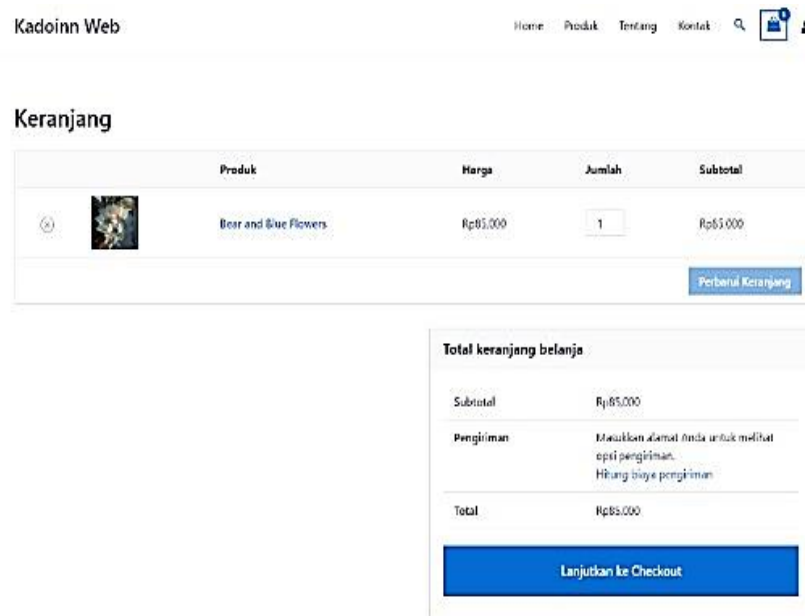 Kadoinn Web
Home Produk Tentang Kontak
Keranjang
Produk Harga Jumlah Subtotal
Bear and Blue Flowers Rp85.000 1 Rp85.000
Perbarui Keranjang
Total keranjang belanja
Subtotal Rp85.000
Pengiriman Masukkan alamat Anda untuk melihat
opsi pengiriman.
Hitung biaya pengiriman
Total Rp85.000
Lanjutkan ke Checkout